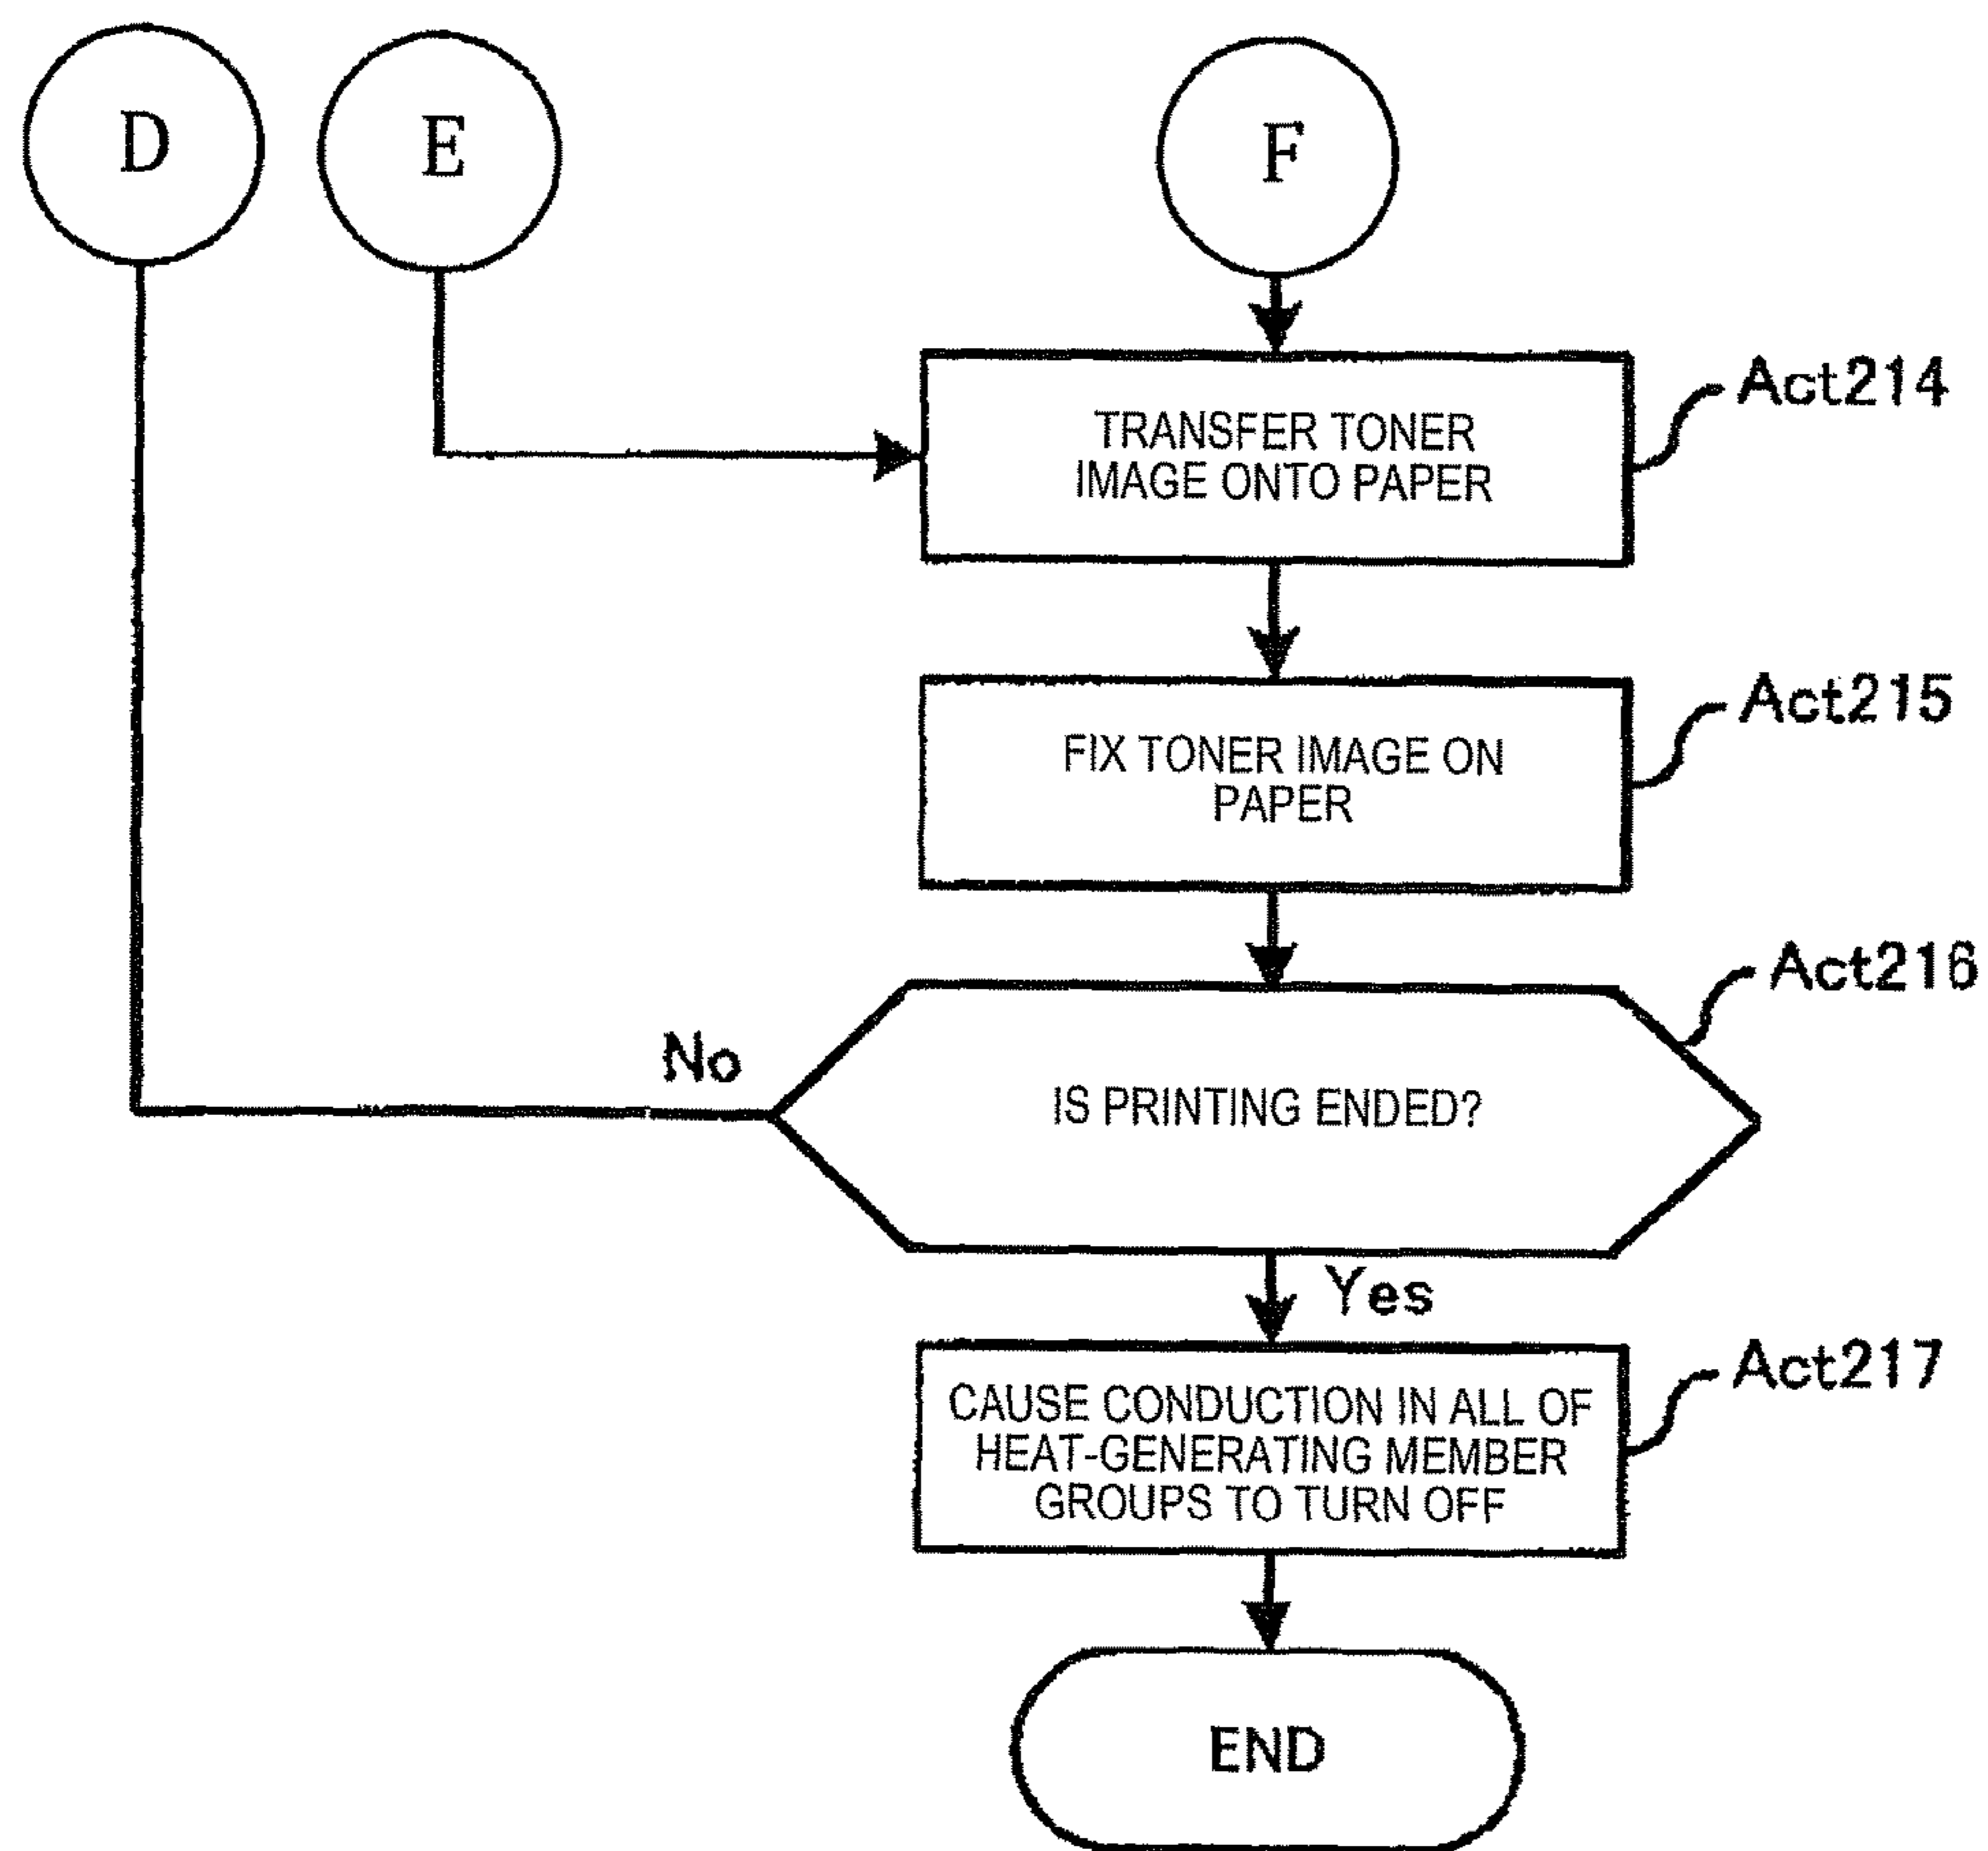 D
E
F
TRANSFER TONER
IMAGE ONTO PAPER
Act214
FIX TONER IMAGE ON
PAPER
Act215
Act216
No
IS PRINTING ENDED?
Yes
CAUSE CONDUCTION IN ALL OF
HEAT-GENERATING MEMBER
GROUPS TO TURN OFF
Act217
END